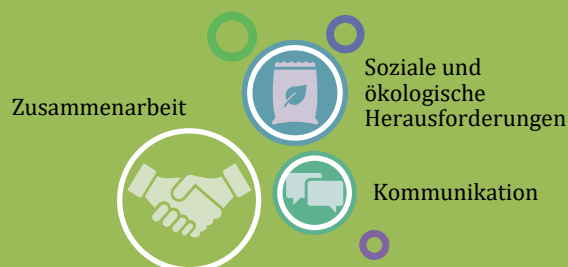 Zusammenarbeit
Soziale und
ökologische
Herausforderungen
Kommunikation